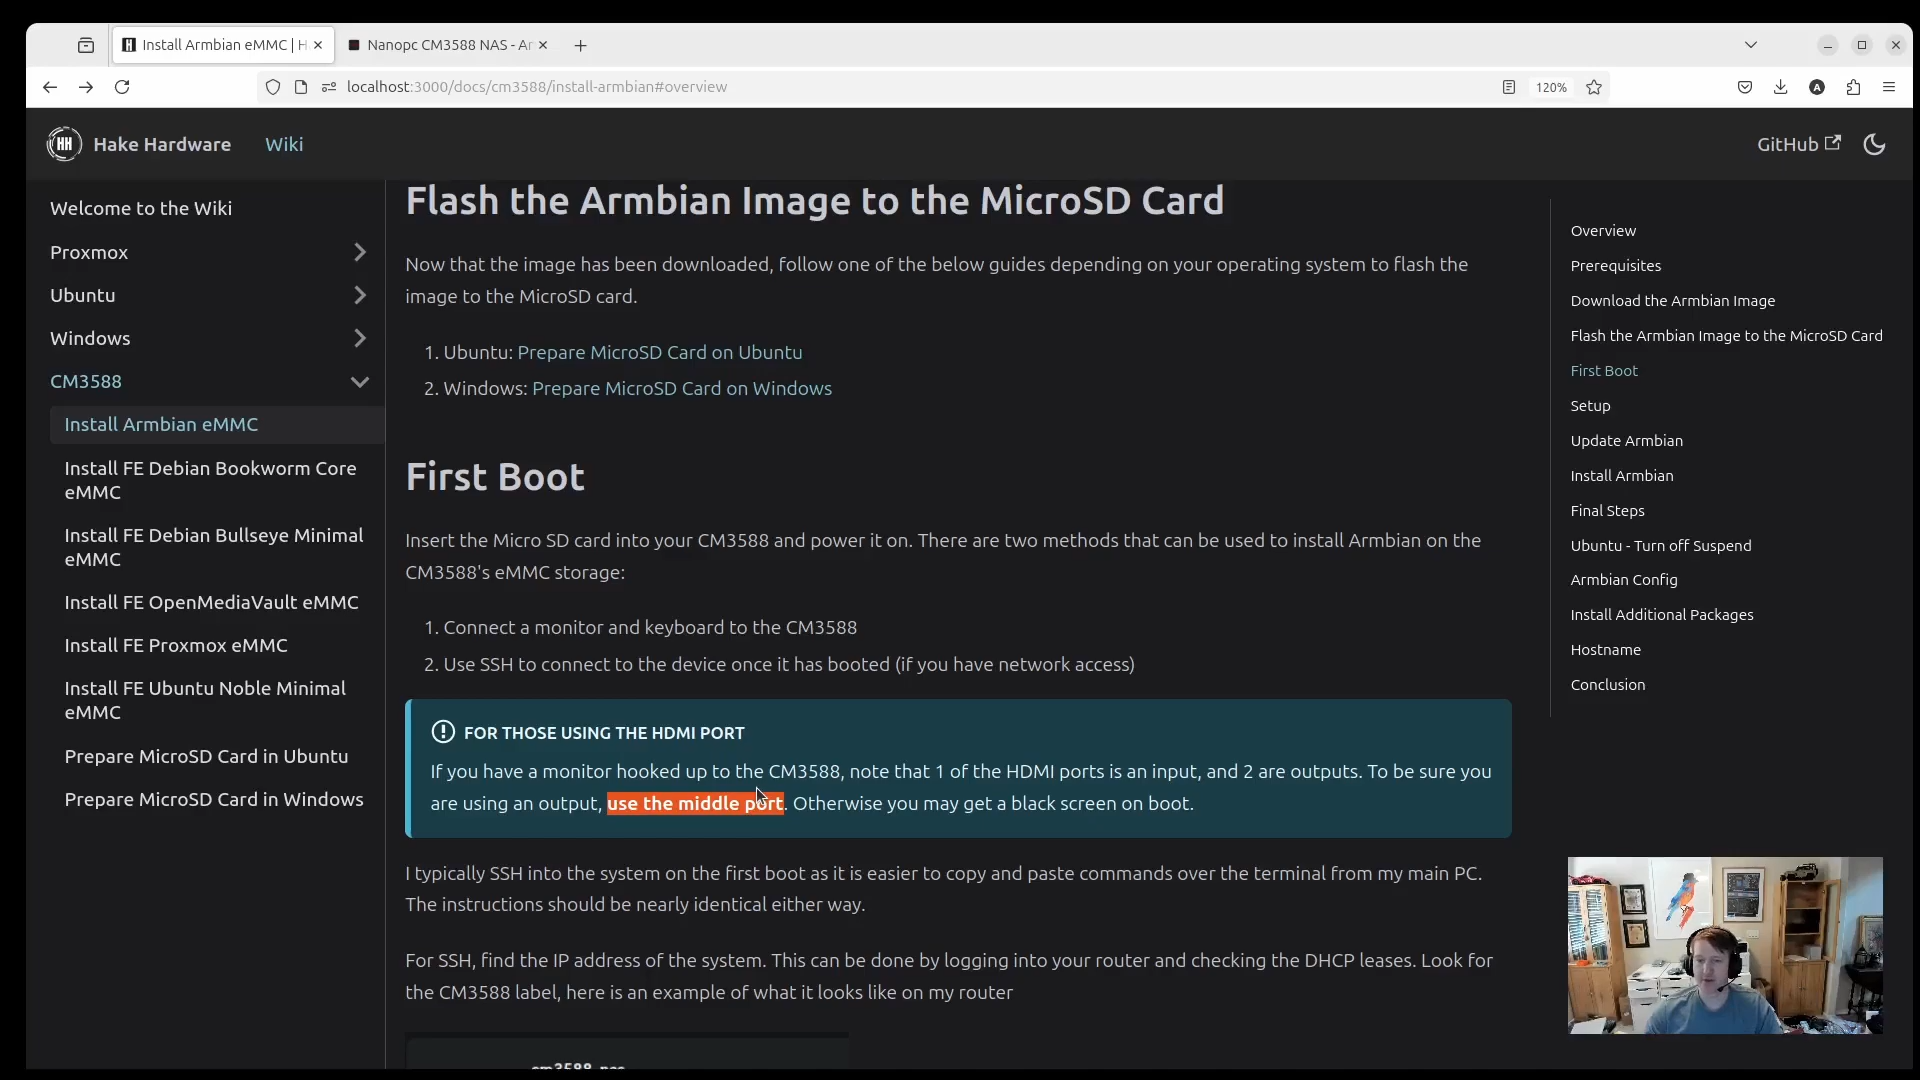 Install Armbian eMMC | H
Nanopc CM3588 NAS - Ar
localhost:3000/docs/cm3588/install-armbian#overview
120%
A
HH
Hake Hardware
Wiki
GitHub
Welcome to the Wiki
Proxmox
Ubuntu
Windows
CM3588
Install Armbian eMMC
Install FE Debian Bookworm Core
eMMC
Install FE Debian Bullseye Minimal
eMMC
Install FE OpenMediaVault eMMC
Install FE Proxmox eMMC
Install FE Ubuntu Noble Minimal
eMMC
Prepare MicroSD Card in Ubuntu
Prepare MicroSD Card in Windows
Flash the Armbian Image to the MicroSD Card
Now that the image has been downloaded, follow one of the below guides depending on your operating system to flash the
image to the MicroSD card.
1. Ubuntu: Prepare MicroSD Card on Ubuntu
2. Windows: Prepare MicroSD Card on Windows
First Boot
Insert the Micro SD card into your CM3588 and power it on. There are two methods that can be used to install Armbian on the
CM3588's eMMC storage:
1. Connect a monitor and keyboard to the CM3588
2. Use SSH to connect to the device once it has booted (if you have network access)
FOR THOSE USING THE HDMI PORT
If you have a monitor hooked up to the CM3588, note that 1 of the HDMI ports is an input, and 2 are outputs. To be sure you
are using an output, use the middle port. Otherwise you may get a black screen on boot.
I typically SSH into the system on the first boot as it is easier to copy and paste commands over the terminal from my main PC.
The instructions should be nearly identical either way.
For SSH, find the IP address of the system. This can be done by logging into your router and checking the DHCP leases. Look for
the CM3588 label, here is an example of what it looks like on my router
cm3588-nas
Overview
Prerequisites
Download the Armbian Image
Flash the Armbian Image to the MicroSD Card
First Boot
Setup
Update Armbian
Install Armbian
Final Steps
Ubuntu - Turn off Suspend
Armbian Config
Install Additional Packages
Hostname
Conclusion